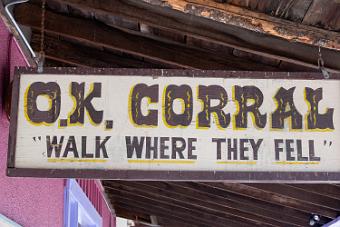 O.K. CORRAL
"WALK WHERE THEY FELL"